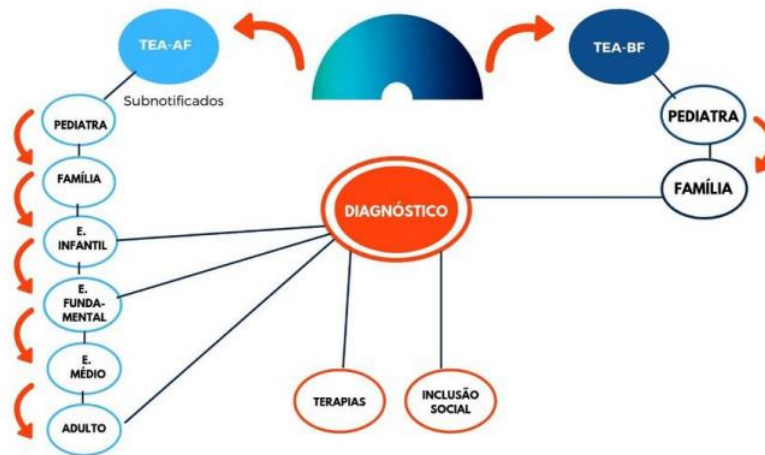 TEA-AF
TEA-BF
Subnotificados
PEDIATRA
PEDIATRA
FAMÍLIA
FAMÍLIA
DIAGNÓSTICO
E.
INFANTIL
E.
FUNDA-
MENTAL
E.
MÉDIO
ADULTO
TERAPIAS
INCLUSÃO
SOCIAL